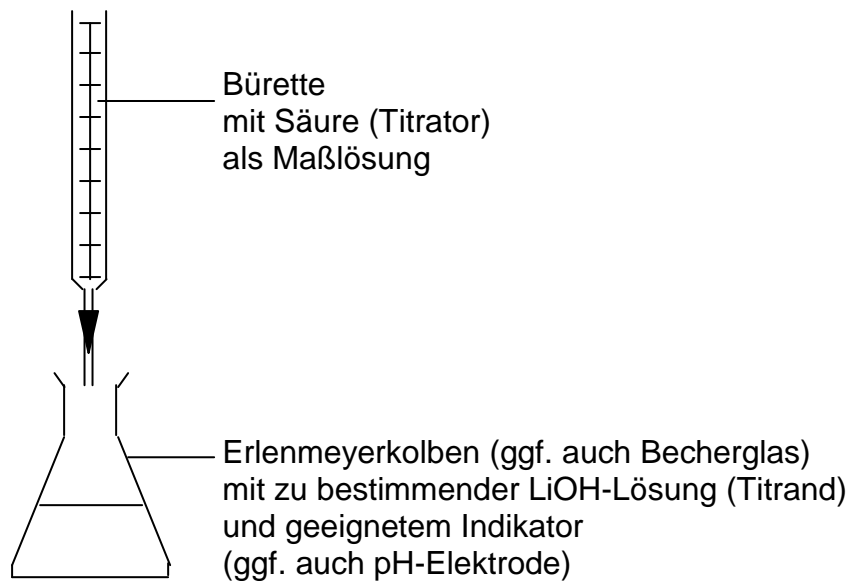 Bürette
mit Säure (Titrator)
als Maßlösung
Erlenmeyerkolben (ggf. auch Becherglas)
mit zu bestimmender LiOH-Lösung (Titrand)
und geeignetem Indikator
(ggf. auch pH-Elektrode)